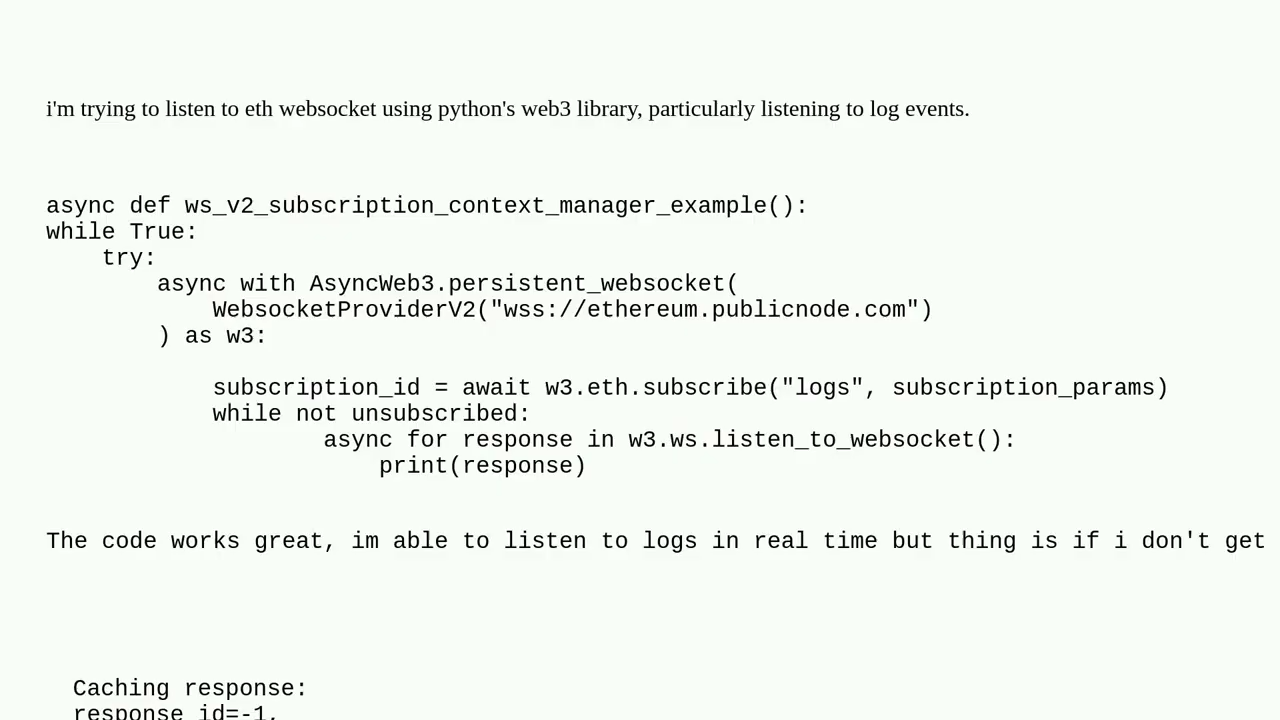 i'm trying to listen to eth websocket using python's web3 library, particularly listening to log events.
async def ws_v2_subscription_context_manager_example():
while True:
    try:
        async with AsyncWeb3.persistent_websocket(
            WebsocketProviderV2("wss://ethereum.publicnode.com")
        ) as w3:
            subscription_id = await w3.eth.subscribe("logs", subscription_params)
            while not unsubscribed:
                    async for response in w3.ws.listen_to_websocket():
                        print(response)
The code works great, im able to listen to logs in real time but thing is if i don't get
Caching response:
response_id=-1,